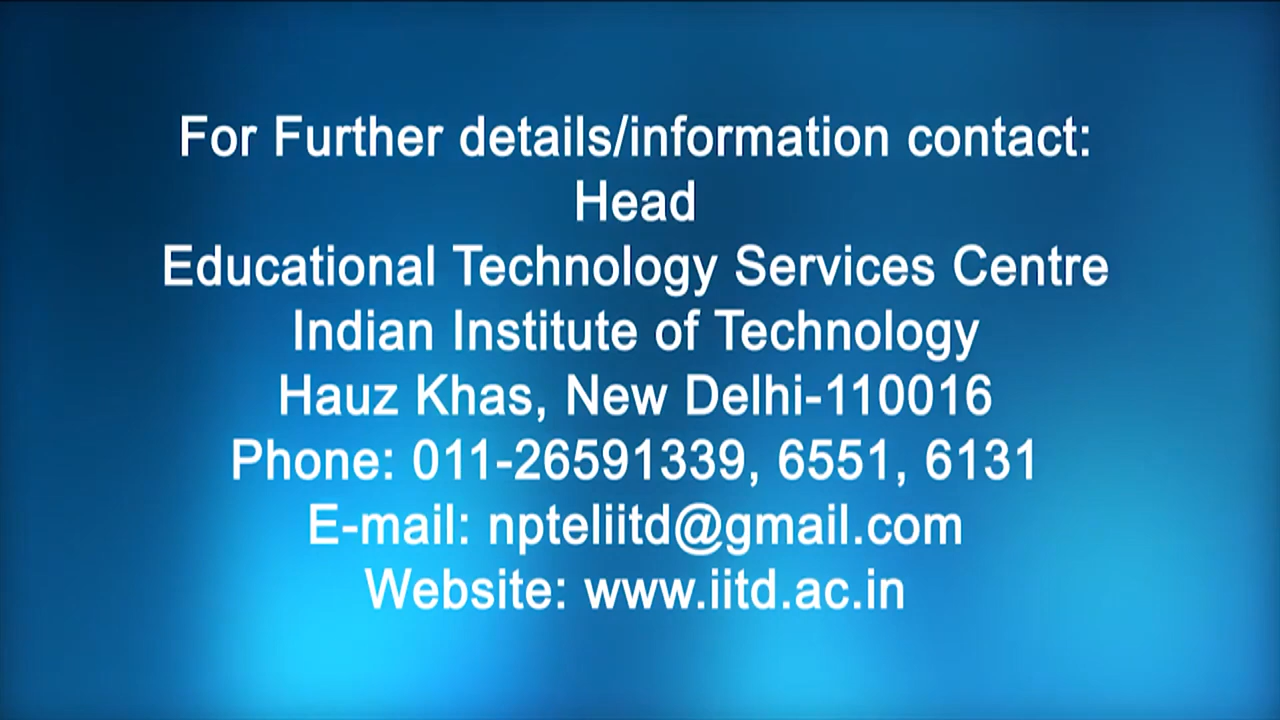 For Further details/information contact:
Head
Educational Technology Services Centre
Indian Institute of Technology
Hauz Khas, New Delhi-110016
Phone: 011-26591339, 6551, 6131
E-mail: npteliitd@gmail.com
Website: www.iitd.ac.in